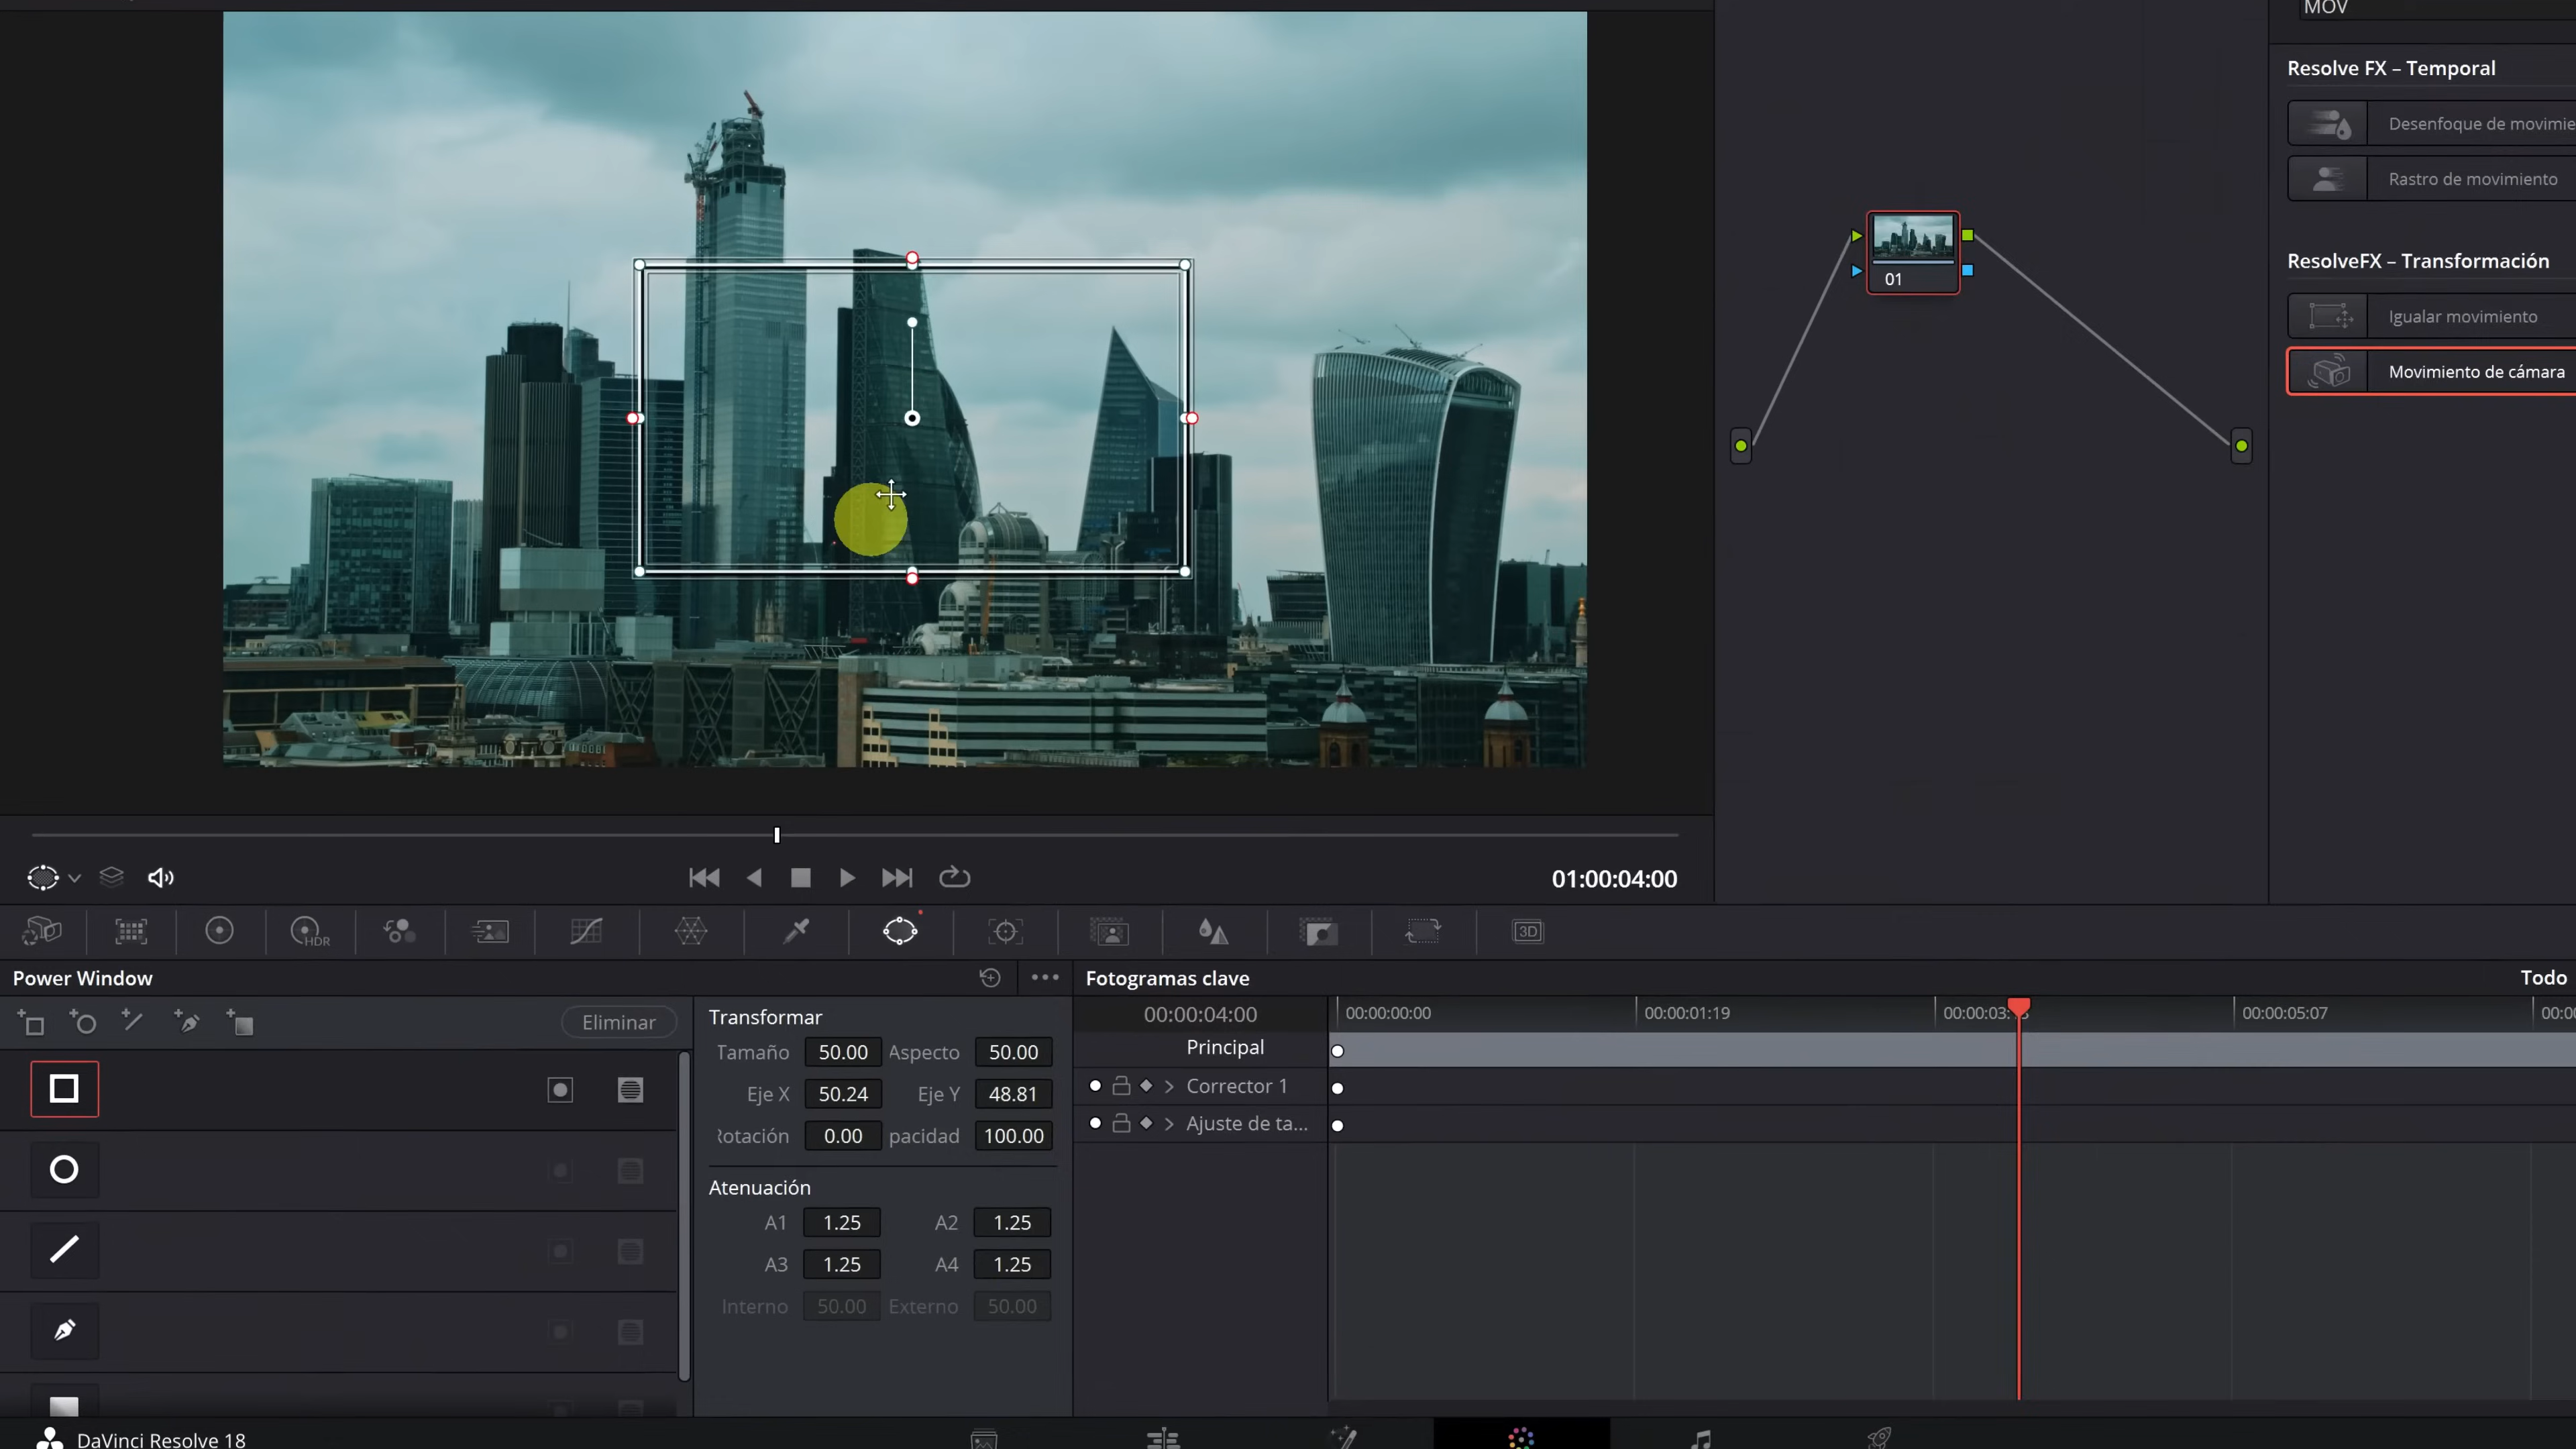 MOV
Resolve FX – Temporal
Desenfoque de movimie
Rastro de movimiento
01
ResolveFX – Transformación
Igualar movimiento
Movimiento de cámara
01:00:04:00
HDR
3D
Power Window
Fotogramas clave
Todo
Eliminar
Transformar
Tamaño 50.00 Aspecto 50.00
Eje X 50.24 Eje Y 48.81
Rotación 0.00 pacidad 100.00
Atenuación
A1 1.25 A2 1.25
A3 1.25 A4 1.25
Interno 50.00 Externo 50.00
00:00:04:00
00:00:00:00
00:00:01:19
00:00:03:
00:00:05:07
00:0
Principal
Corrector 1
Ajuste de ta...
DaVinci Resolve 18